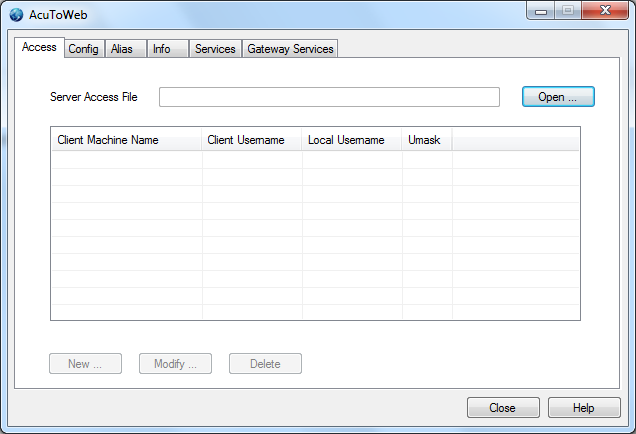 AcuToWeb
Access Config Alias Info Services Gateway Services
Server Access File Open ...
Client Machine Name Client Username Local Username Umask
New ... Modify ... Delete
Close Help